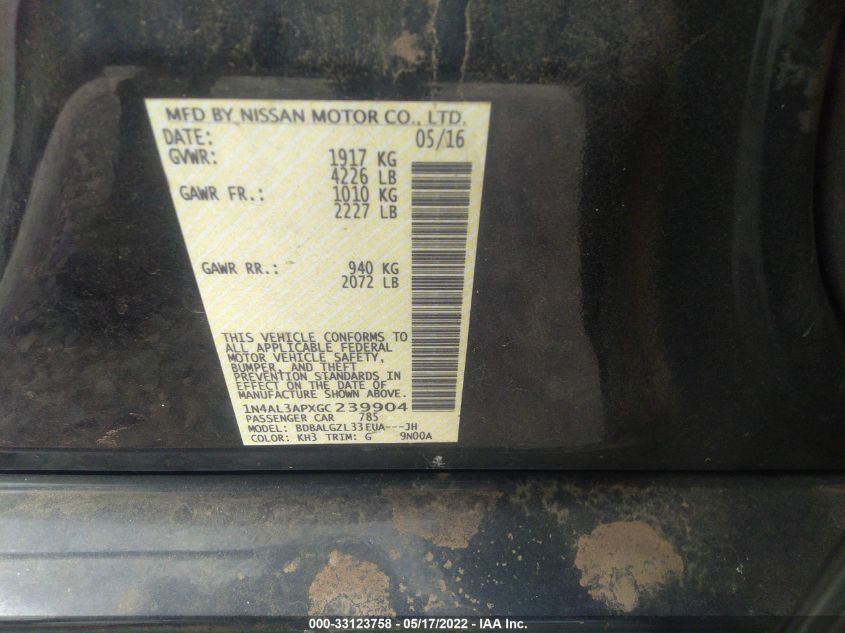 MFD BY NISSAN MOTOR CO., LTD.
DATE: 05/16
GVWR: 1917 KG
4226 LB
GAWR FR.: 1010 KG
2227 LB
GAWR RR.: 940 KG
2072 LB
THIS VEHICLE CONFORMS TO
ALL APPLICABLE FEDERAL
MOTOR VEHICLE SAFETY,
BUMPER, AND THEFT
PREVENTION STANDARDS IN
EFFECT ON THE DATE OF
MANUFACTURE SHOWN ABOVE.
1N4AL3APXGC 239904
PASSENGER CAR 785
MODEL: BDBALGZL33EUA---JH
COLOR: KH3 TRIM: G 9N00A
000-33123758 - 05/17/2022 - IAA Inc.